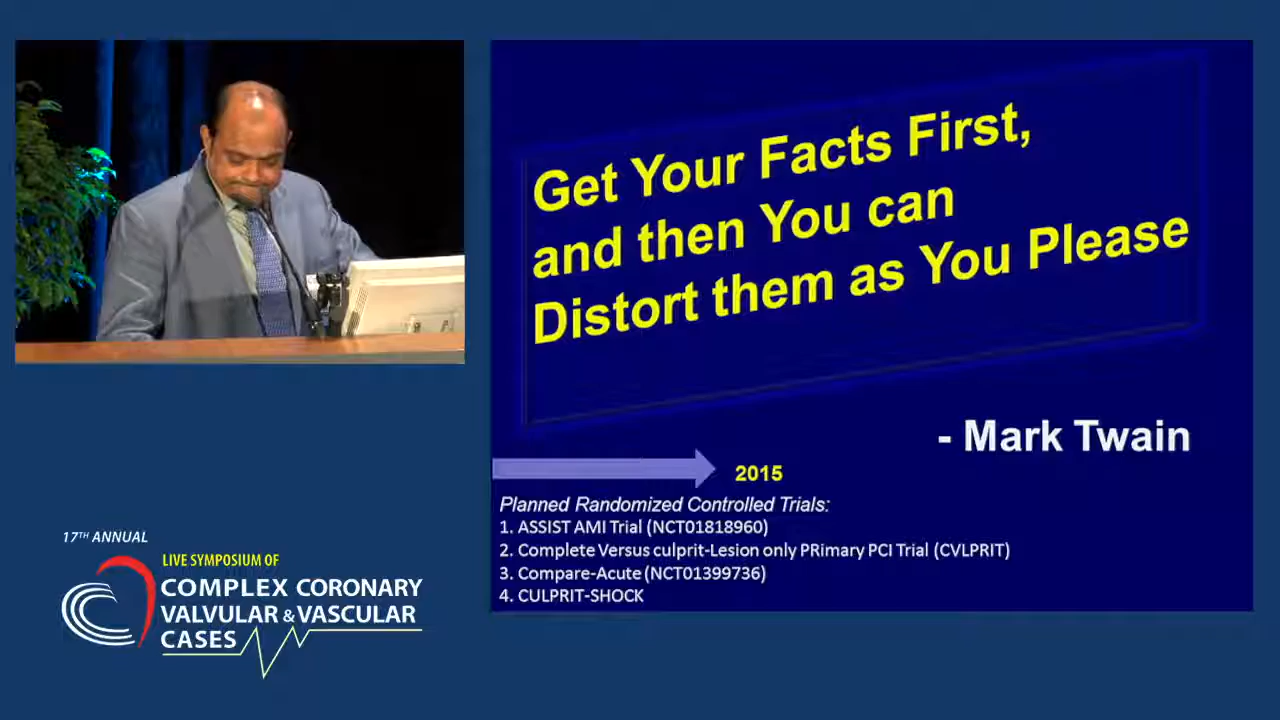 Get Your Facts First,
and then You can
Distort them as You Please
- Mark Twain
2015
Planned Randomized Controlled Trials:
1. ASSIST AMI Trial (NCT01818960)
2. Complete Versus culprit-Lesion only PRimary PCI Trial (CVLPRIT)
3. Compare-Acute (NCT01399736)
4. CULPRIT-SHOCK
17TH ANNUAL
LIVE SYMPOSIUM OF
COMPLEX CORONARY
VALVULAR & VASCULAR
CASES